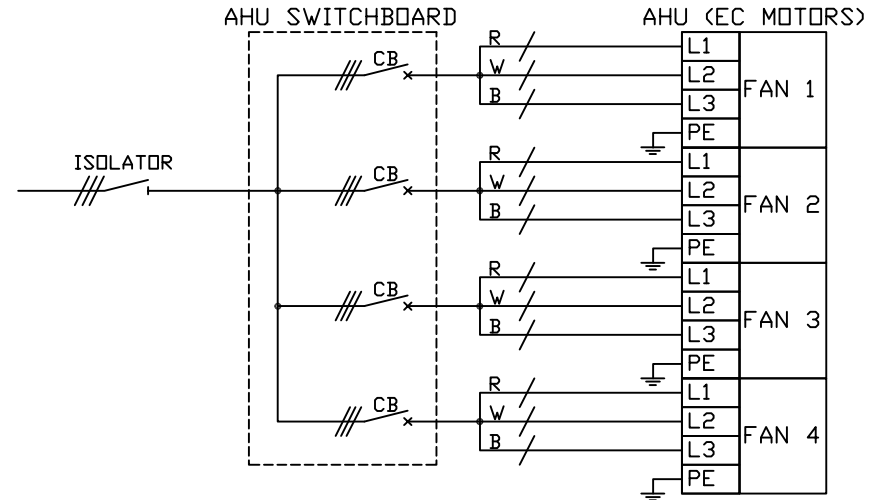 AHU SWITCHBOARD
AHU (EC MOTORS)
ISOLATOR
CB
R
W
B
L1
L2
L3
PE
FAN 1
CB
R
W
B
L1
L2
L3
PE
FAN 2
CB
R
W
B
L1
L2
L3
PE
FAN 3
CB
R
W
B
L1
L2
L3
PE
FAN 4